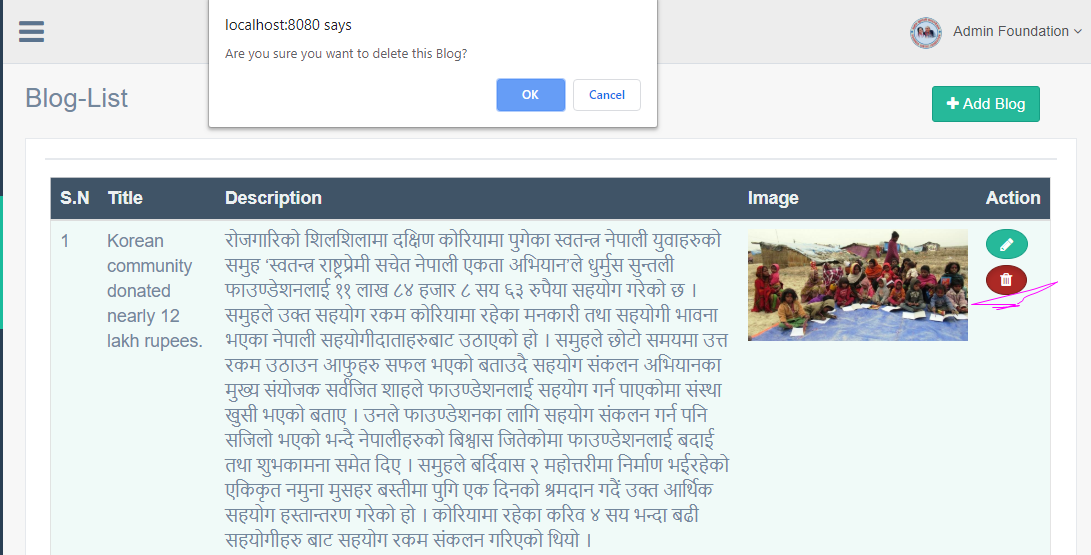 localhost:8080 says
Are you sure you want to delete this Blog?
OK Cancel
Admin Foundation
Blog-List
Add Blog
S.N Title Description Image Action
1
Korean
community
donated
nearly 12
lakh rupees.
रोजगारिको शिलशिलामा दक्षिण कोरियामा पुगेका स्वतन्त्र नेपाली युवाहरुको
समुह ‘स्वतन्त्र राष्ट्रप्रेमी सचेत नेपाली एकता अभियान’ले धुर्मुस सुन्तली
फाउण्डेशनलाई ११ लाख ८४ हजार ८ सय ६३ रुपैया सहयोग गरेको छ ।
समुहले उक्त सहयोग रकम कोरियामा रहेका मनकारी तथा सहयोगी भावना
भएका नेपाली सहयोगीदाताहरुबाट उठाएको हो । समुहले छोटो समयमा उत्त
रकम उठाउन आफुहरु सफल भएको बताउदै सहयोग संकलन अभियानका
मुख्य संयोजक सर्वजित शाहले फाउण्डेशनलाई सहयोग गर्न पाएकोमा संस्था
खुसी भएको बताए । उनले फाउण्डेशनका लागि सहयोग संकलन गर्न पनि
सजिलो भएको भन्दै नेपालीहरुको बिश्वास जितेकोमा फाउण्डेशनलाई बदाई
तथा शुभकामना समेत दिए । समुहले बर्दिवास २ महोत्तरीमा निर्माण भईरहेको
एकिकृत नमुना मुसहर बस्तीमा पुगि एक दिनको श्रमदान गर्दै उक्त आर्थिक
सहयोग हस्तान्तरण गरेको हो । कोरियामा रहेका करिव ४ सय भन्दा बढी
सहयोगीहरु बाट सहयोग रकम संकलन गरिएको थियो ।